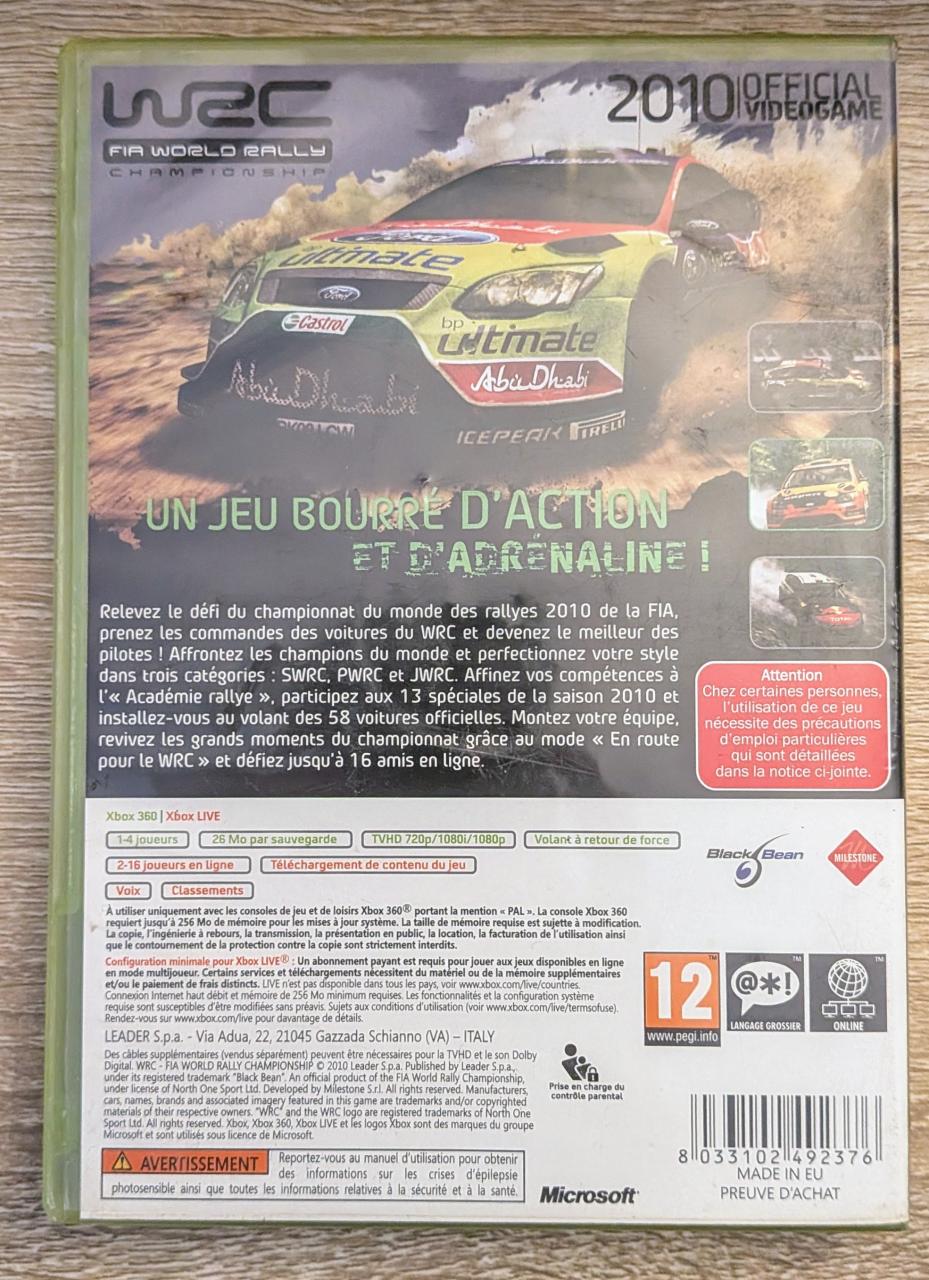 WRC
FIA WORLD RALLY
CHAMPIONSHIP
2010 OFFICIAL
VIDEOGAME
Abu Dhabi
Ford
ultimate
Ford
Castrol
bp
ultimate
Abu Dhabi
Abu Dhabi
ICEPEAK PIRELLI
UN JEU BOURRÉ D'ACTION
ET D'ADRÉNALINE !
Relevez le défi du championnat du monde des rallyes 2010 de la FIA,
prenez les commandes des voitures du WRC et devenez le meilleur des
pilotes ! Affrontez les champions du monde et perfectionnez votre style
dans trois catégories : SWRC, PWRC et JWRC. Affinez vos compétences à
l'« Académie rallye », participez aux 13 spéciales de la saison 2010 et
installez-vous au volant des 58 voitures officielles. Montez votre équipe,
revivez les grands moments du championnat grâce au mode « En route
pour le WRC » et défiez jusqu'à 16 amis en ligne.
TOTAL
Attention
Chez certaines personnes,
l'utilisation de ce jeu
nécessite des précautions
d'emploi particulières
qui sont détaillées
dans la notice ci-jointe.
Xbox 360 | Xbox LIVE
1-4 joueurs
26 Mo par sauvegarde
TVHD 720p/1080i/1080p
Volant à retour de force
2-16 joueurs en ligne
Téléchargement de contenu du jeu
Voix
Classements
Black Bean
MILESTONE
À utiliser uniquement avec les consoles de jeu et de loisirs Xbox 360® portant la mention « PAL ». La console Xbox 360
requiert jusqu'à 256 Mo de mémoire pour les mises à jour système. La taille de mémoire requise est sujette à modification.
La copie, l'ingénierie à rebours, la transmission, la présentation en public, la location, la facturation de l'utilisation ainsi
que le contournement de la protection contre la copie sont strictement interdits.
Configuration minimale pour Xbox LIVE® : Un abonnement payant est requis pour jouer aux jeux disponibles en ligne
en mode multijoueur. Certains services et téléchargements nécessitent du matériel ou de la mémoire supplémentaires
et/ou le paiement de frais distincts. LIVE n'est pas disponible dans tous les pays, voir www.xbox.com/live/countries.
Connexion Internet haut débit et mémoire de 256 Mo minimum requises. Les fonctionnalités et la configuration système
requise sont susceptibles d'être modifiées sans préavis. Sujets aux conditions d'utilisation (voir www.xbox.com/live/termsofuse).
Rendez-vous sur www.xbox.com/live pour davantage de détails.
12
www.pegi.info
@*!
LANGAGE GROSSIER
ONLINE
LEADER S.p.a. - Via Adua, 22, 21045 Gazzada Schianno (VA) – ITALY
Des câbles supplémentaires (vendus séparément) peuvent être nécessaires pour la TVHD et le son Dolby
Digital. WRC - FIA WORLD RALLY CHAMPIONSHIP © 2010 Leader S.p.a. Published by Leader S.p.a.,
under its registered trademark "Black Bean". An official product of the FIA World Rally Championship,
under license of North One Sport Ltd. Developed by Milestone S.r.l. All rights reserved. Manufacturers,
cars, names, brands and associated imagery featured in this game are trademarks and/or copyrighted
materials of their respective owners. "WRC" and the WRC logo are registered trademarks of North One
Sport Ltd. All rights reserved. Xbox, Xbox 360, Xbox LIVE et les logos Xbox sont des marques du groupe
Microsoft et sont utilisés sous licence de Microsoft.
Prise en charge du
contrôle parental
AVERTISSEMENT
Reportez-vous au manuel d'utilisation pour obtenir
des informations sur les crises d'épilepsie
photosensible ainsi que toutes les informations relatives à la sécurité et à la santé.
Microsoft
8 033102 492376
MADE IN EU
PREUVE D'ACHAT